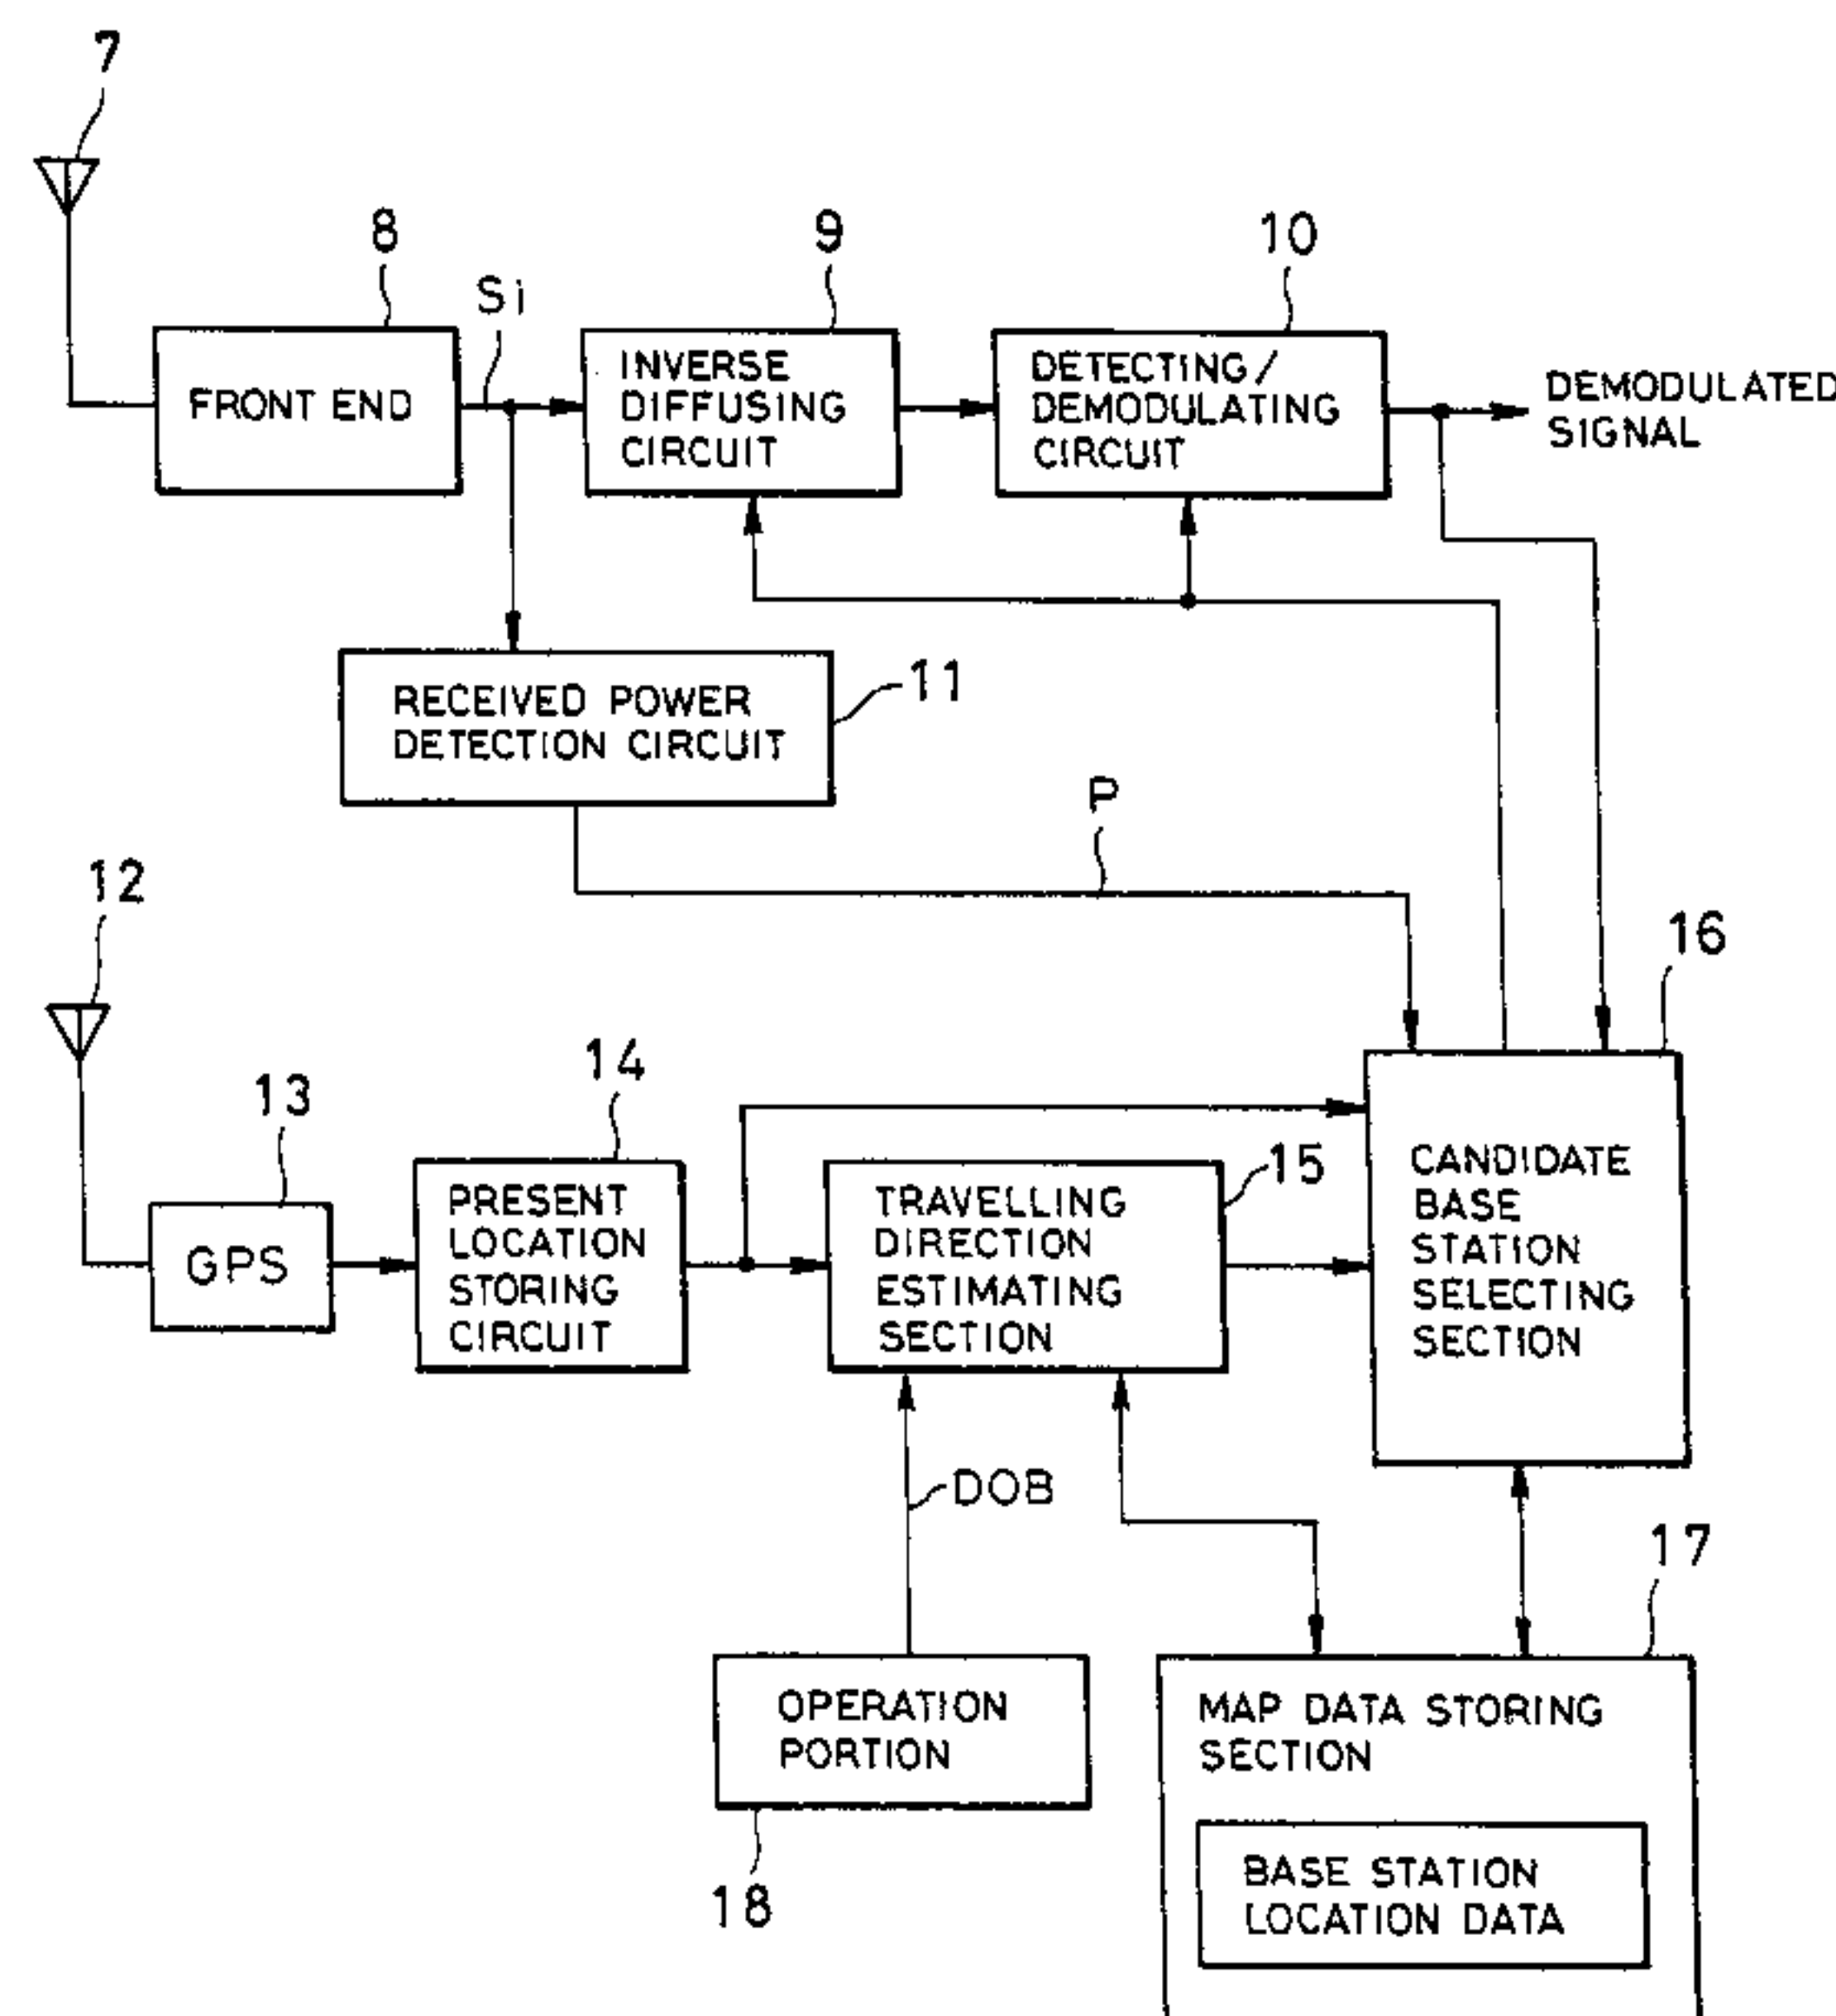 7
8
Si
9
10
FRONT END
INVERSE
DIFFUSING
CIRCUIT
DETECTING/
DEMODULATING
CIRCUIT
DEMODULATED
SIGNAL
RECEIVED POWER
DETECTION CIRCUIT
11
P
12
16
13
14
15
GPS
PRESENT
LOCATION
STORING
CIRCUIT
TRAVELLING
DIRECTION
ESTIMATING
SECTION
CANDIDATE
BASE
STATION
SELECTING
SECTION
DOB
17
OPERATION
PORTION
18
MAP DATA STORING
SECTION
BASE STATION
LOCATION DATA